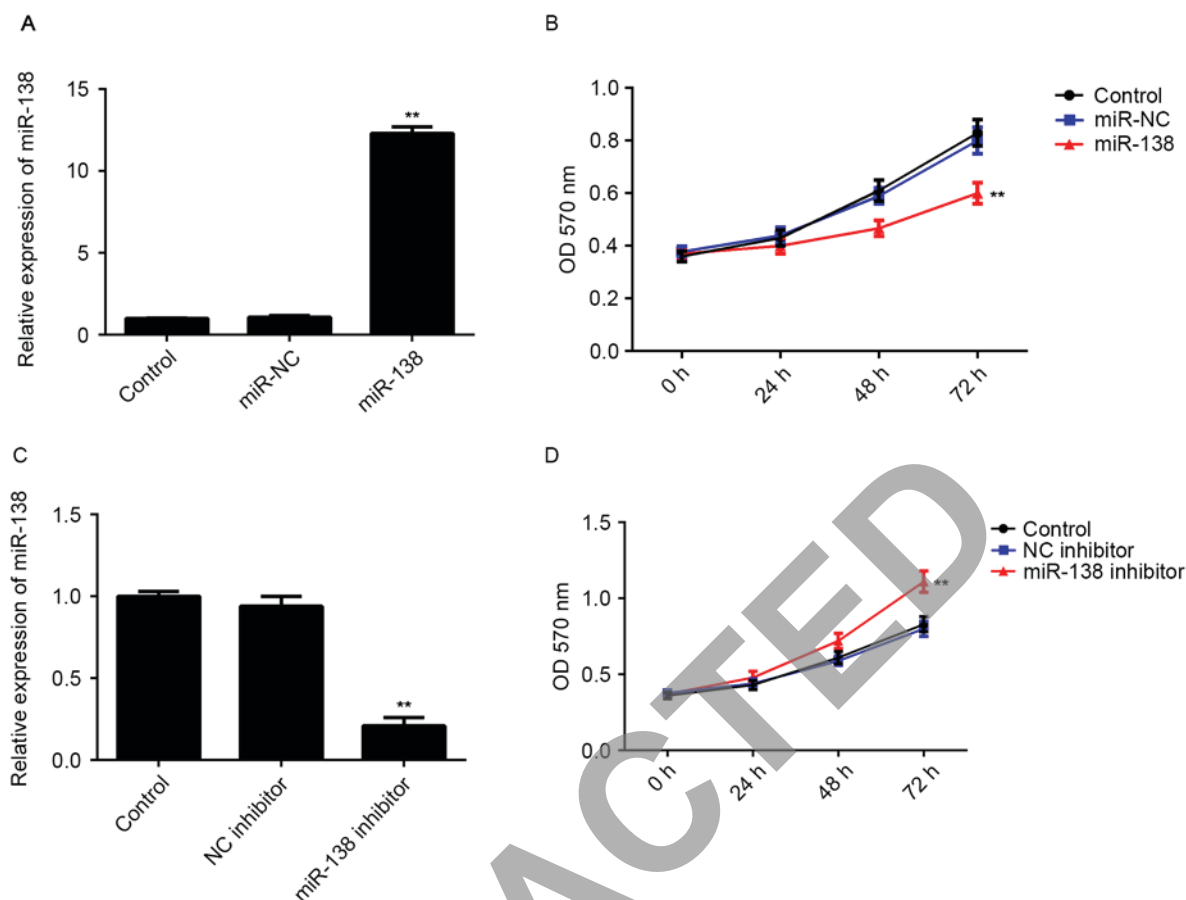 A
Relative expression of miR-138
15
10
5
0
**
Control
miR-NC
miR-138
B
OD 570 nm
1.0
0.8
0.6
0.4
0.2
0.0
**
0 h
24 h
48 h
72 h
Control
miR-NC
miR-138
C
Relative expression of miR-138
1.5
1.0
0.5
0.0
**
Control
NC inhibitor
miR-138 inhibitor
D
OD 570 nm
1.5
1.0
0.5
0.0
**
0 h
24 h
48 h
72 h
Control
NC inhibitor
miR-138 inhibitor
ACTED